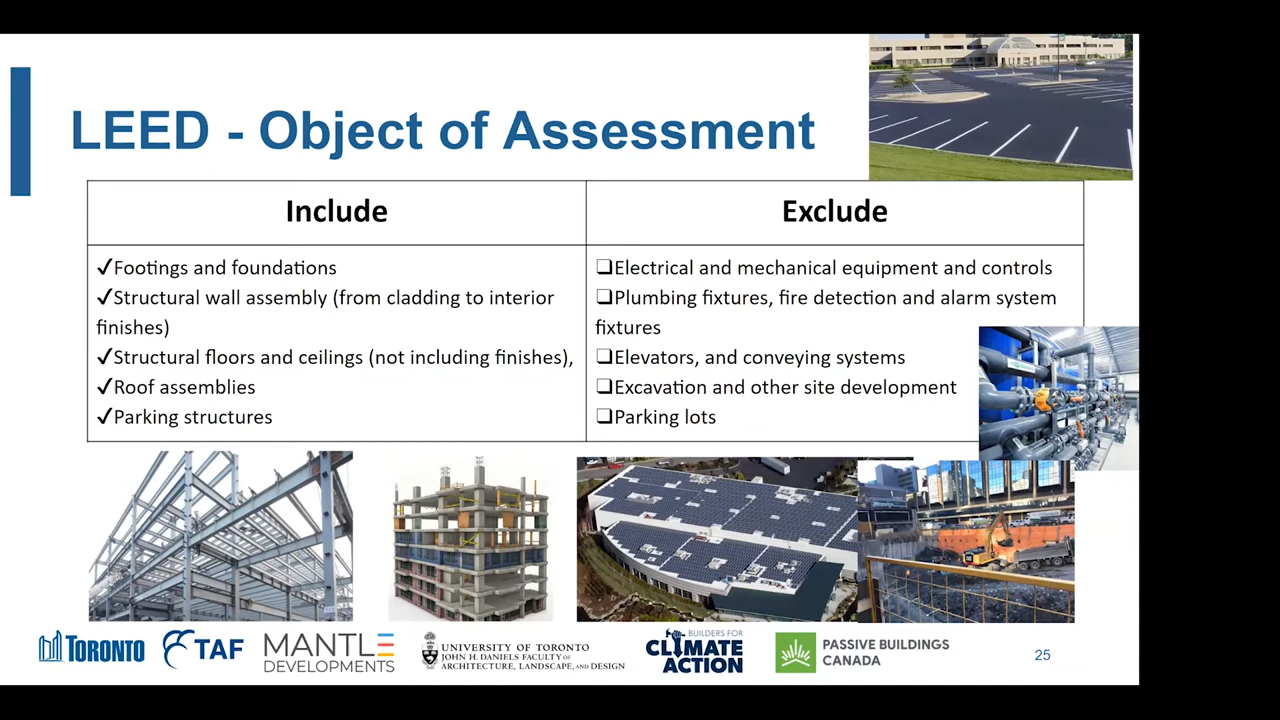 LEED - Object of Assessment
Include
Exclude
✓Footings and foundations
✓Structural wall assembly (from cladding to interior
finishes)
✓Structural floors and ceilings (not including finishes),
✓Roof assemblies
✓Parking structures
❑Electrical and mechanical equipment and controls
❑Plumbing fixtures, fire detection and alarm system
fixtures
❑Elevators, and conveying systems
❑Excavation and other site development
❑Parking lots
TORONTO
TAF
MANTLE
DEVELOPMENTS
UNIVERSITY OF TORONTO
JOHN H. DANIELS FACULTY OF
ARCHITECTURE, LANDSCAPE, AND DESIGN
BUILDERS FOR
CLIMATE
ACTION
PASSIVE BUILDINGS
CANADA
25